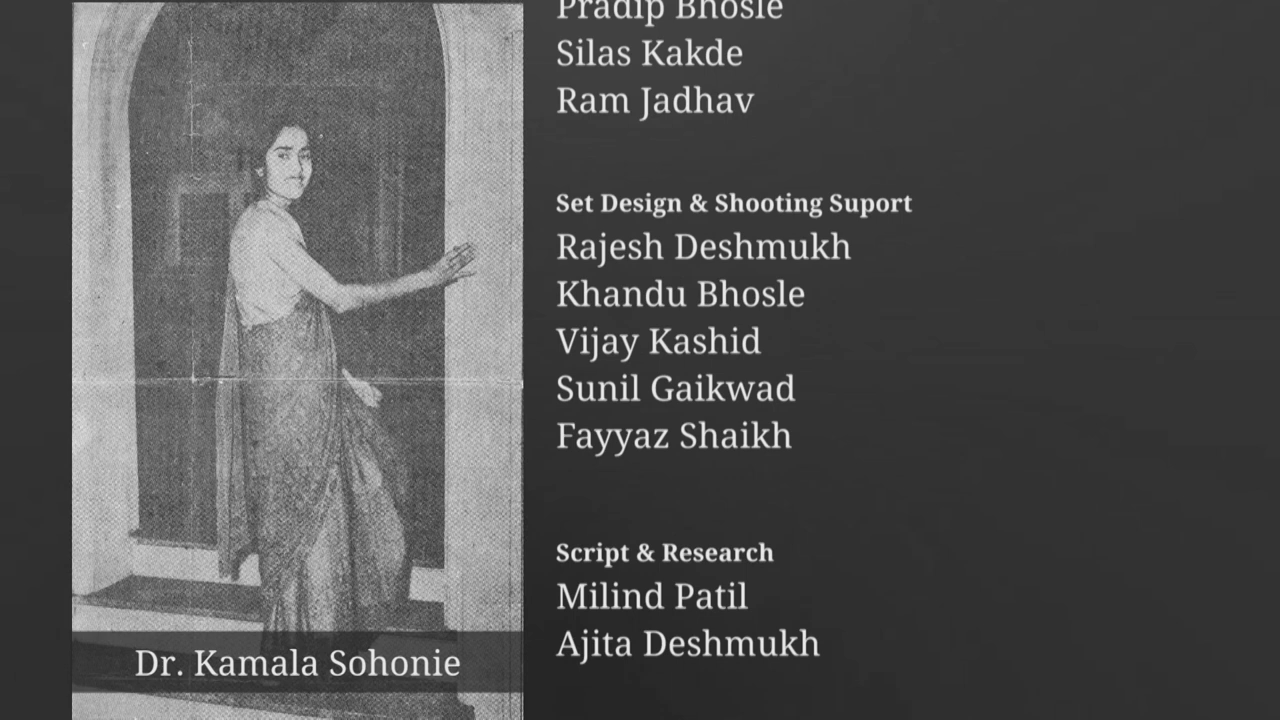 Pradip Bhosle
Silas Kakde
Ram Jadhav
Set Design & Shooting Suport
Rajesh Deshmukh
Khandu Bhosle
Vijay Kashid
Sunil Gaikwad
Fayyaz Shaikh
Script & Research
Milind Patil
Ajita Deshmukh
Dr. Kamala Sohonie